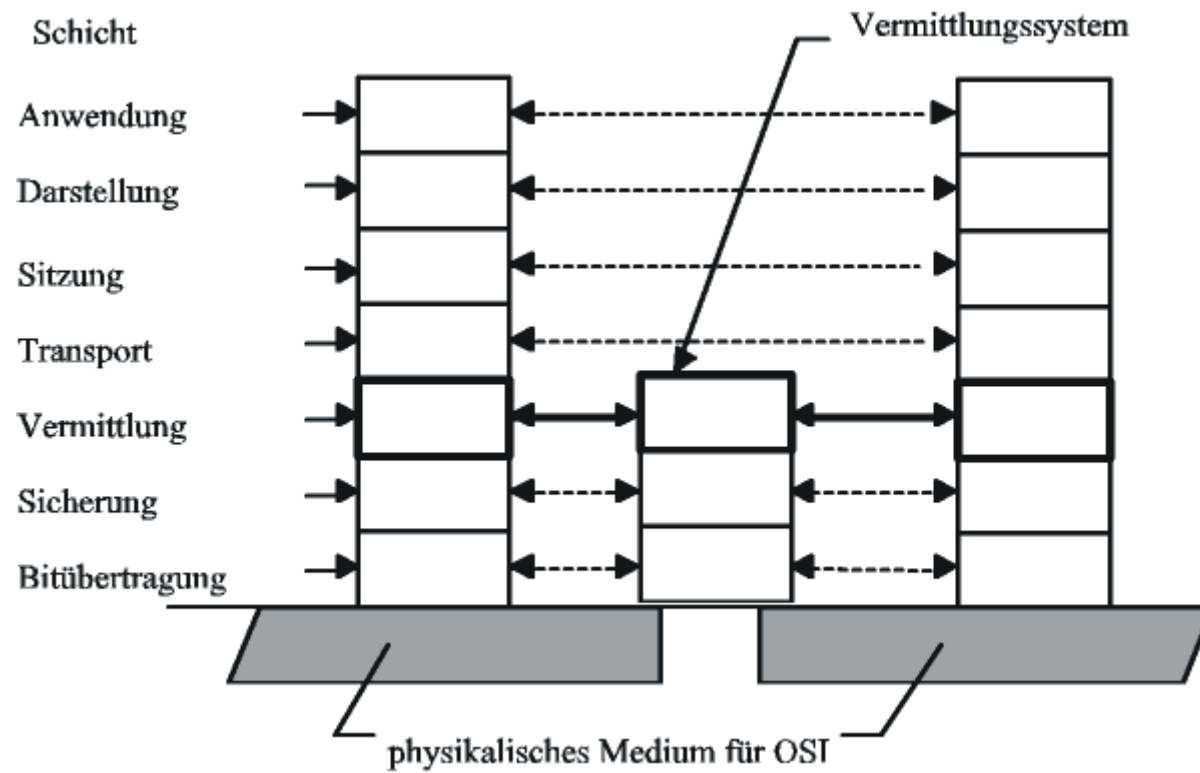 Schicht
Vermittlungssystem
Anwendung
Darstellung
Sitzung
Transport
Vermittlung
Sicherung
Bitübertragung
physikalisches Medium für OSI